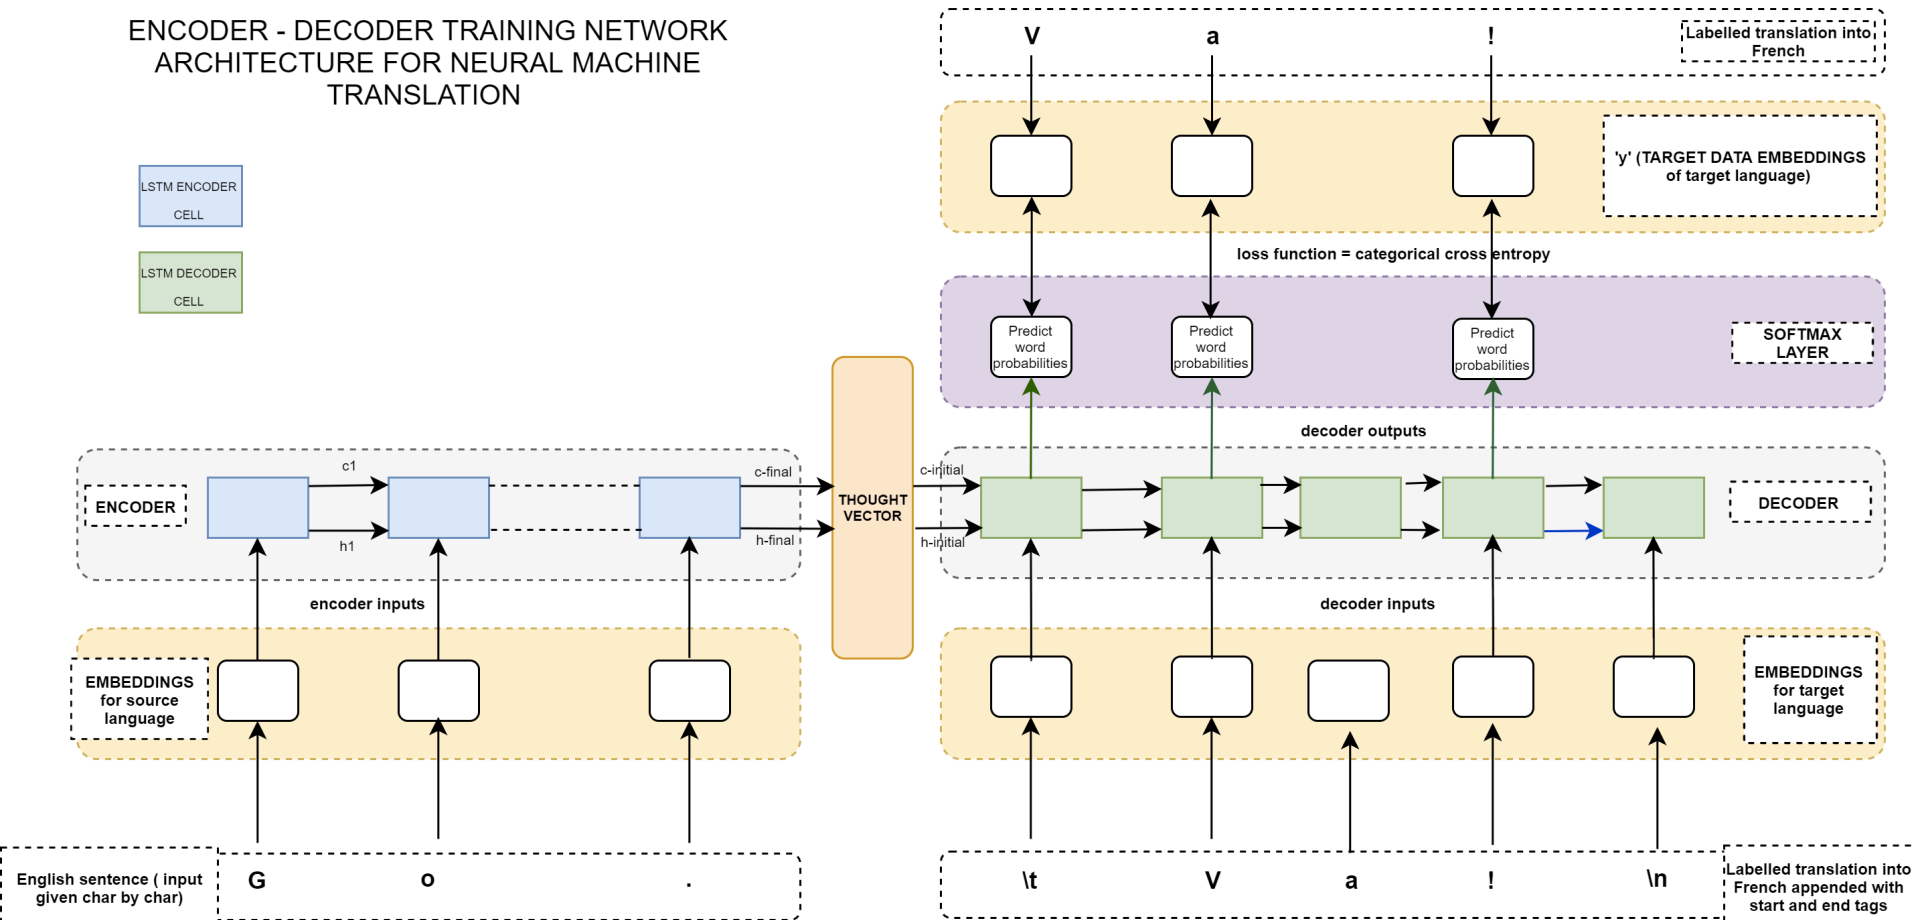 ENCODER - DECODER TRAINING NETWORK
ARCHITECTURE FOR NEURAL MACHINE
TRANSLATION
LSTM ENCODER
CELL
LSTM DECODER
CELL
V
a
!
Labelled translation into
French
'y' (TARGET DATA EMBEDDINGS
of target language)
loss function = categorical cross entropy
Predict
word
probabilities
Predict
word
probabilities
Predict
word
probabilities
SOFTMAX
LAYER
decoder outputs
ENCODER
c1
h1
c-final
h-final
THOUGHT
VECTOR
c-initial
h-initial
DECODER
encoder inputs
decoder inputs
EMBEDDINGS
for source
language
EMBEDDINGS
for target
language
English sentence ( input
given char by char)
G
o
.
\t
V
a
!
\n
Labelled translation into
French appended with
start and end tags